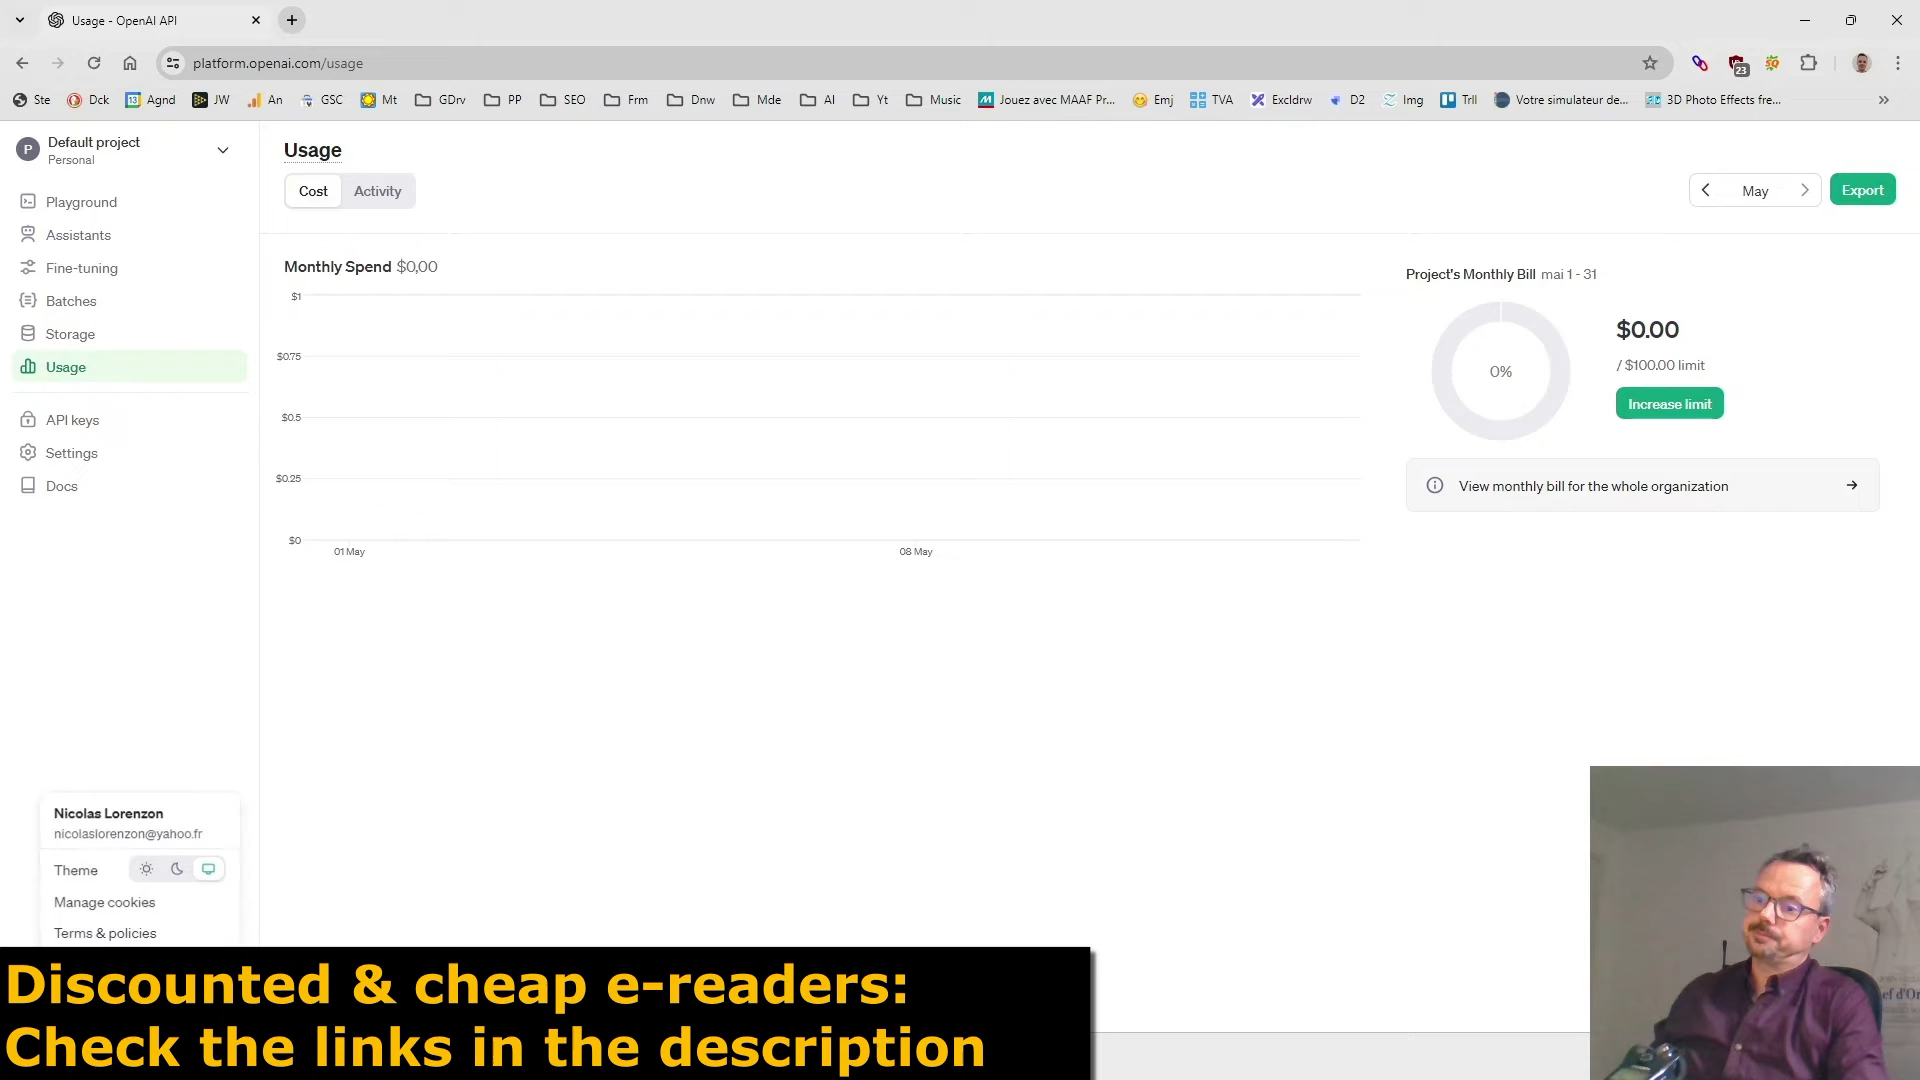 Usage - OpenAI API
platform.openai.com/usage
23
Ste
Dck
13
Agnd
JW
An
GSC
Mt
GDrv
PP
SEO
Frm
Dnw
Mde
AI
Yt
Music
Jouez avec MAAF Pr...
Emj
TVA
Excldrw
D2
Img
Trll
Votre simulateur de...
3D Photo Effects fre...
P
Default project
Personal
Playground
Assistants
Fine-tuning
Batches
Storage
Usage
API keys
Settings
Docs
Usage
Cost
Activity
May
Export
Monthly Spend $0,00
$1
$0.75
$0.5
$0.25
$0
01 May
08 May
Project's Monthly Bill mai 1 - 31
0%
$0.00
/ $100.00 limit
Increase limit
View monthly bill for the whole organization
Nicolas Lorenzon
nicolaslorenzon@yahoo.fr
Theme
Manage cookies
Terms & policies
Discounted & cheap e-readers:
Check the links in the description